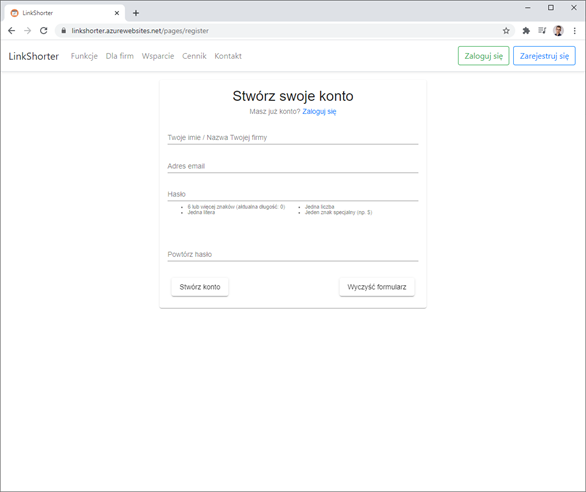 LinkShorter
linkshorter.azurewebsites.net/pages/register
LinkShorter Funkcje Dla firm Wsparcie Cennik Kontakt Zaloguj się Zarejestruj się
Stwórz swoje konto
Masz już konto? Zaloguj się
Twoje imie / Nazwa Twojej firmy
Adres email
Hasło
6 lub więcej znaków (aktualna długość: 0)
Jedna litera
Jedna liczba
Jeden znak specjalny (np. $)
Powtórz hasło
Stwórz konto Wyczyść formularz